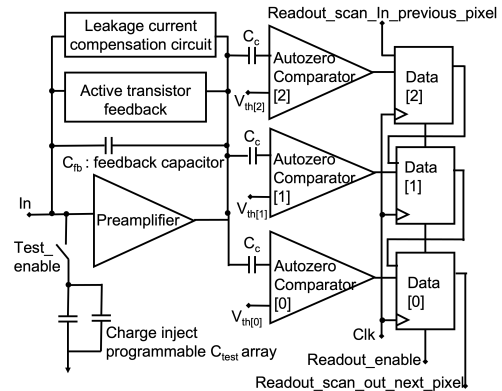 Readout_scan_In_previous_pixel
Leakage current
compensation circuit
Active transistor
feedback
Cfb : feedback capacitor
In
Preamplifier
Test_
enable
Charge inject
programmable Ctest array
Cc
Autozero
Comparator
[2]
Vth[2]
Data
[2]
Cc
Autozero
Comparator
[1]
Vth[1]
Data
[1]
Cc
Autozero
Comparator
[0]
Vth[0]
Data
[0]
Clk
Readout_enable
Readout_scan_out_next_pixel